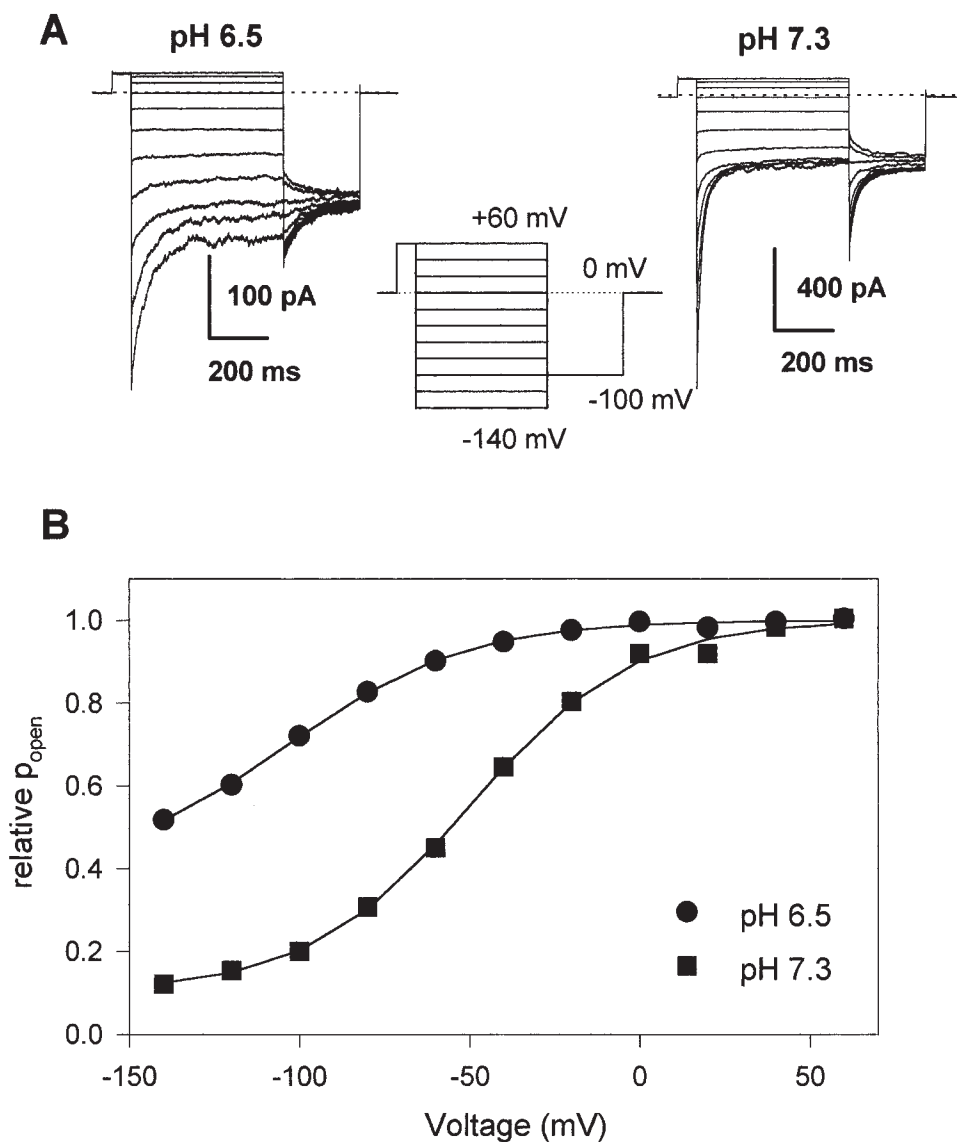 A
pH 6.5
pH 7.3
+60 mV
0 mV
100 pA
200 ms
400 pA
200 ms
-100 mV
-140 mV
B
1.0
0.8
0.6
0.4
0.2
0.0
relative p_open
pH 6.5
pH 7.3
-150
-100
-50
0
50
Voltage (mV)